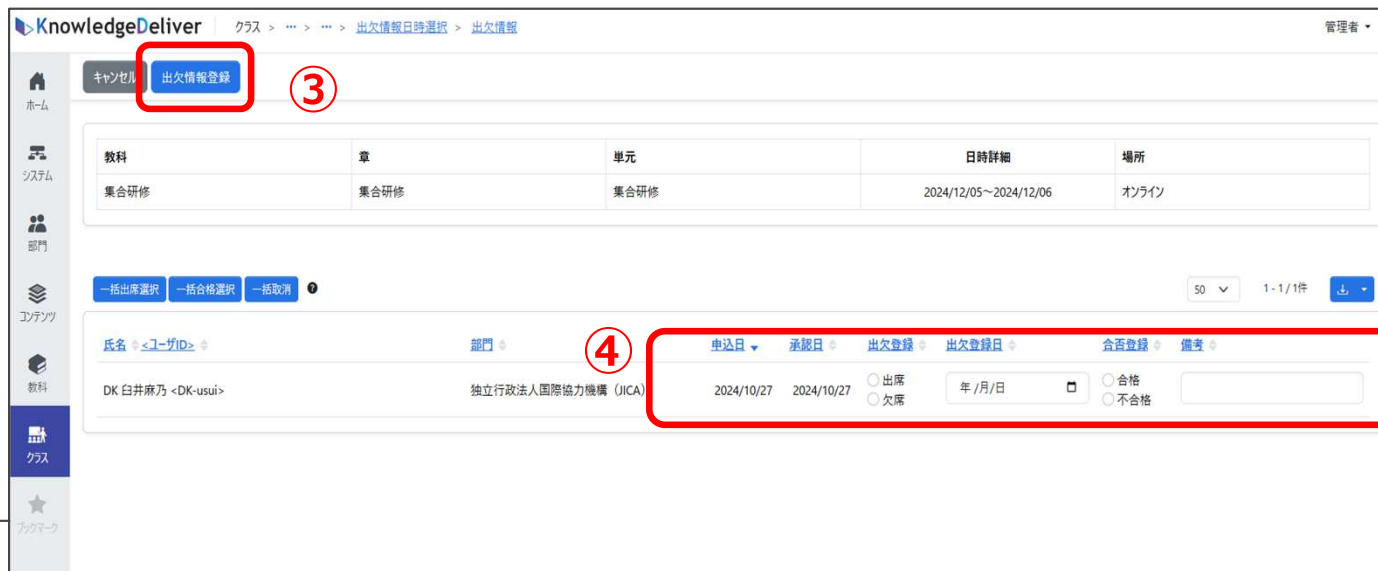 KnowledgeDeliver クラス > … > … > 出欠情報日時選択 > 出欠情報 管理者
キャンセル 出欠情報登録 ③
ホーム
システム
部門
コンテンツ
教科
クラス
ブックマーク
教科 章 単元 日時詳細 場所
集合研修 集合研修 集合研修 2024/12/05～2024/12/06 オンライン
一括出席選択 一括合格選択 一括取消 ? 50 1 - 1 / 1件
④
氏名 <ユーザID> 部門 申込日 承認日 出欠登録 出欠登録日 合否登録 備考
DK 臼井麻乃 <DK-usui> 独立行政法人国際協力機構（JICA） 2024/10/27 2024/10/27 出席 年 /月/日 合格
欠席 不合格